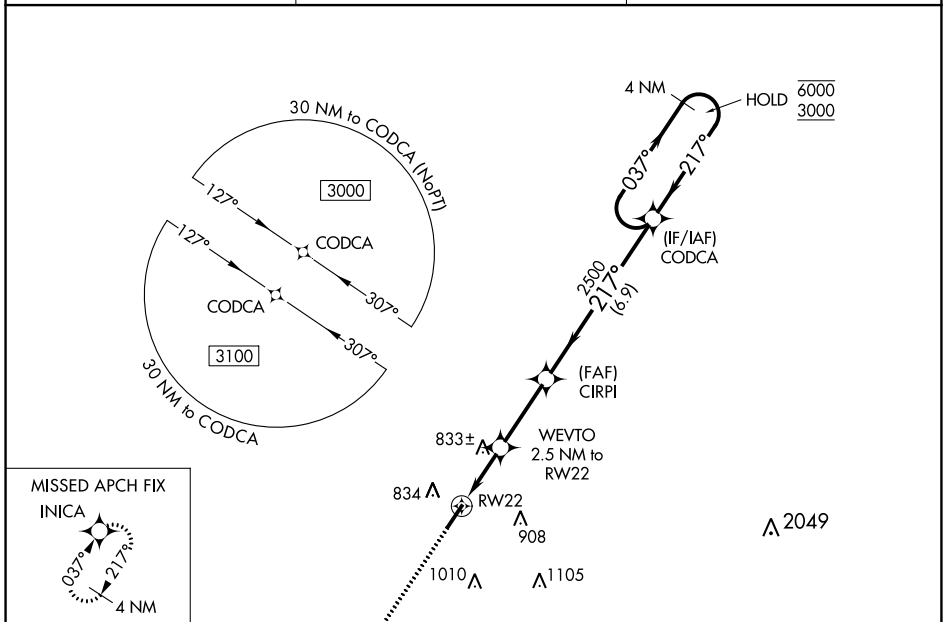 30 NM to CODCA (NoPT)
3000
127°
CODCA
307°
127°
CODCA
307°
3100
30 NM to CODCA
4 NM
HOLD
6000
3000
037°
217°
(IF/IAF)
CODCA
2500
217°
(6.9)
(FAF)
CIRPI
833±
WEVTO
2.5 NM to
RW22
834
RW22
908
2049
1010
1105
MISSED APCH FIX
INICA
037°
217°
4 NM